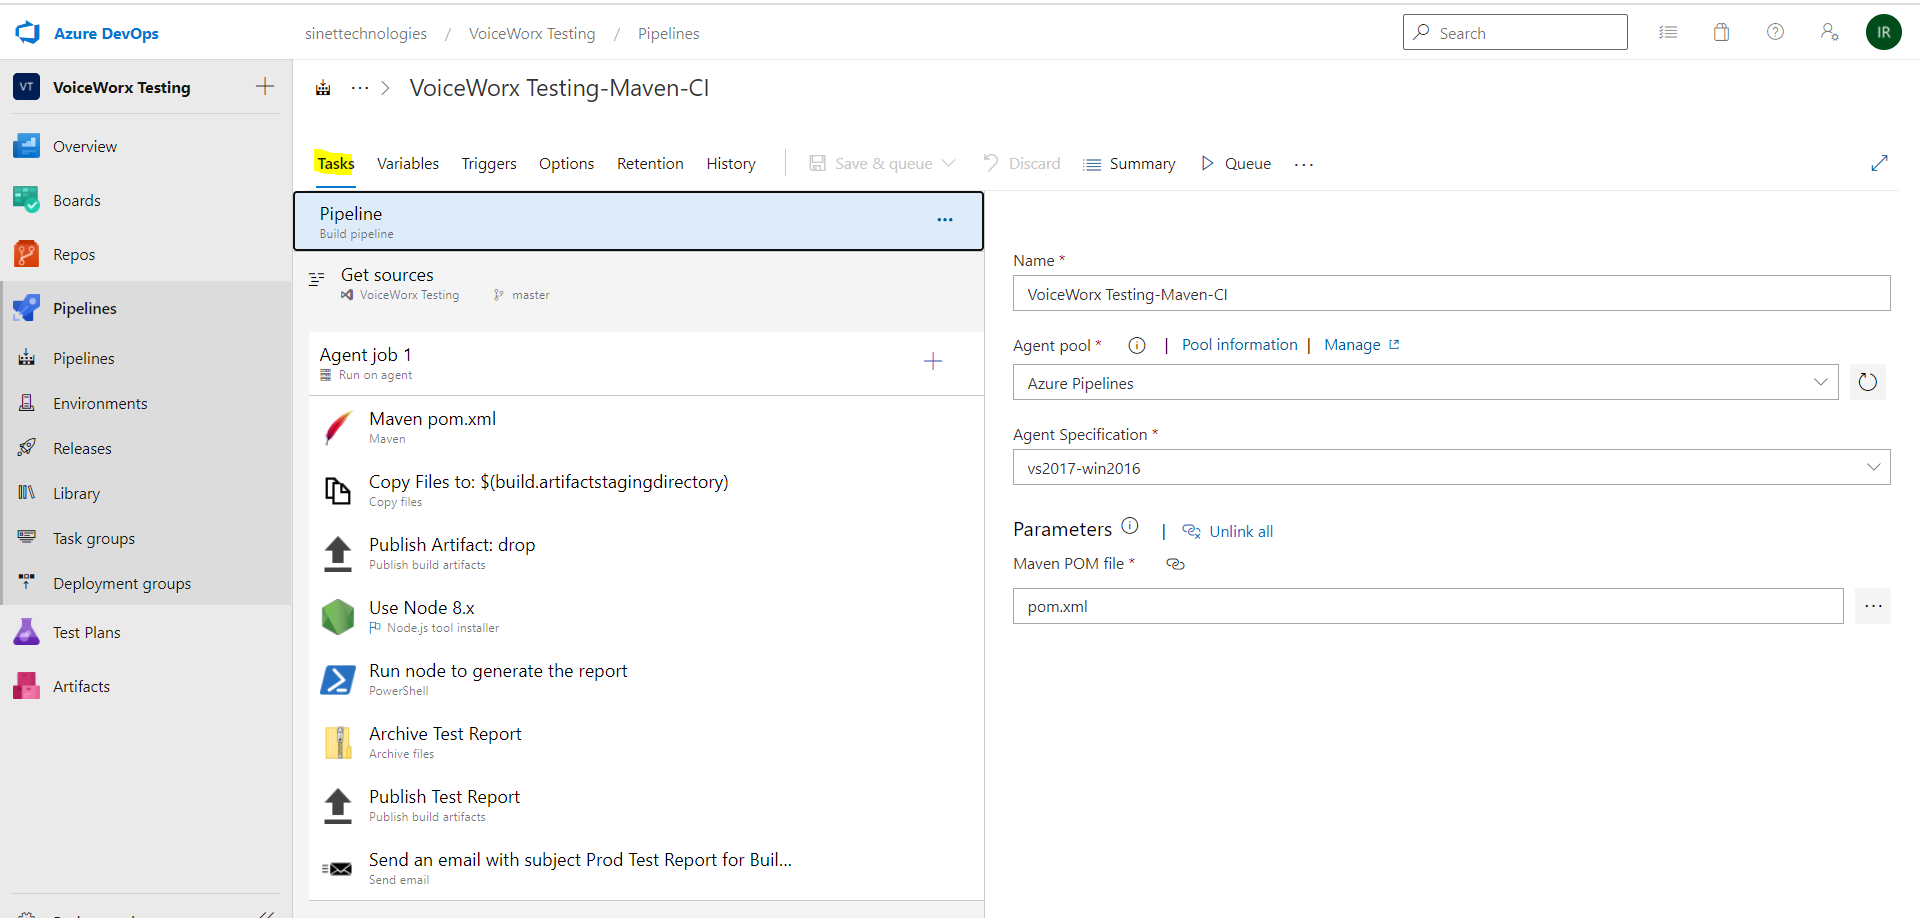 Azure DevOps
sinettechnologies / VoiceWorx Testing / Pipelines
Search
IR
VT VoiceWorx Testing
Overview
Boards
Repos
Pipelines
Pipelines
Environments
Releases
Library
Task groups
Deployment groups
Test Plans
Artifacts
VoiceWorx Testing-Maven-CI
Tasks Variables Triggers Options Retention History Save & queue Discard Summary Queue
Pipeline
Build pipeline
Get sources
VoiceWorx Testing master
Agent job 1
Run on agent
Maven pom.xml
Maven
Copy Files to: $(build.artifactstagingdirectory)
Copy files
Publish Artifact: drop
Publish build artifacts
Use Node 8.x
Node.js tool installer
Run node to generate the report
PowerShell
Archive Test Report
Archive files
Publish Test Report
Publish build artifacts
Send an email with subject Prod Test Report for Buil...
Send email
Name *
VoiceWorx Testing-Maven-CI
Agent pool * | Pool information | Manage
Azure Pipelines
Agent Specification *
vs2017-win2016
Parameters | Unlink all
Maven POM file *
pom.xml